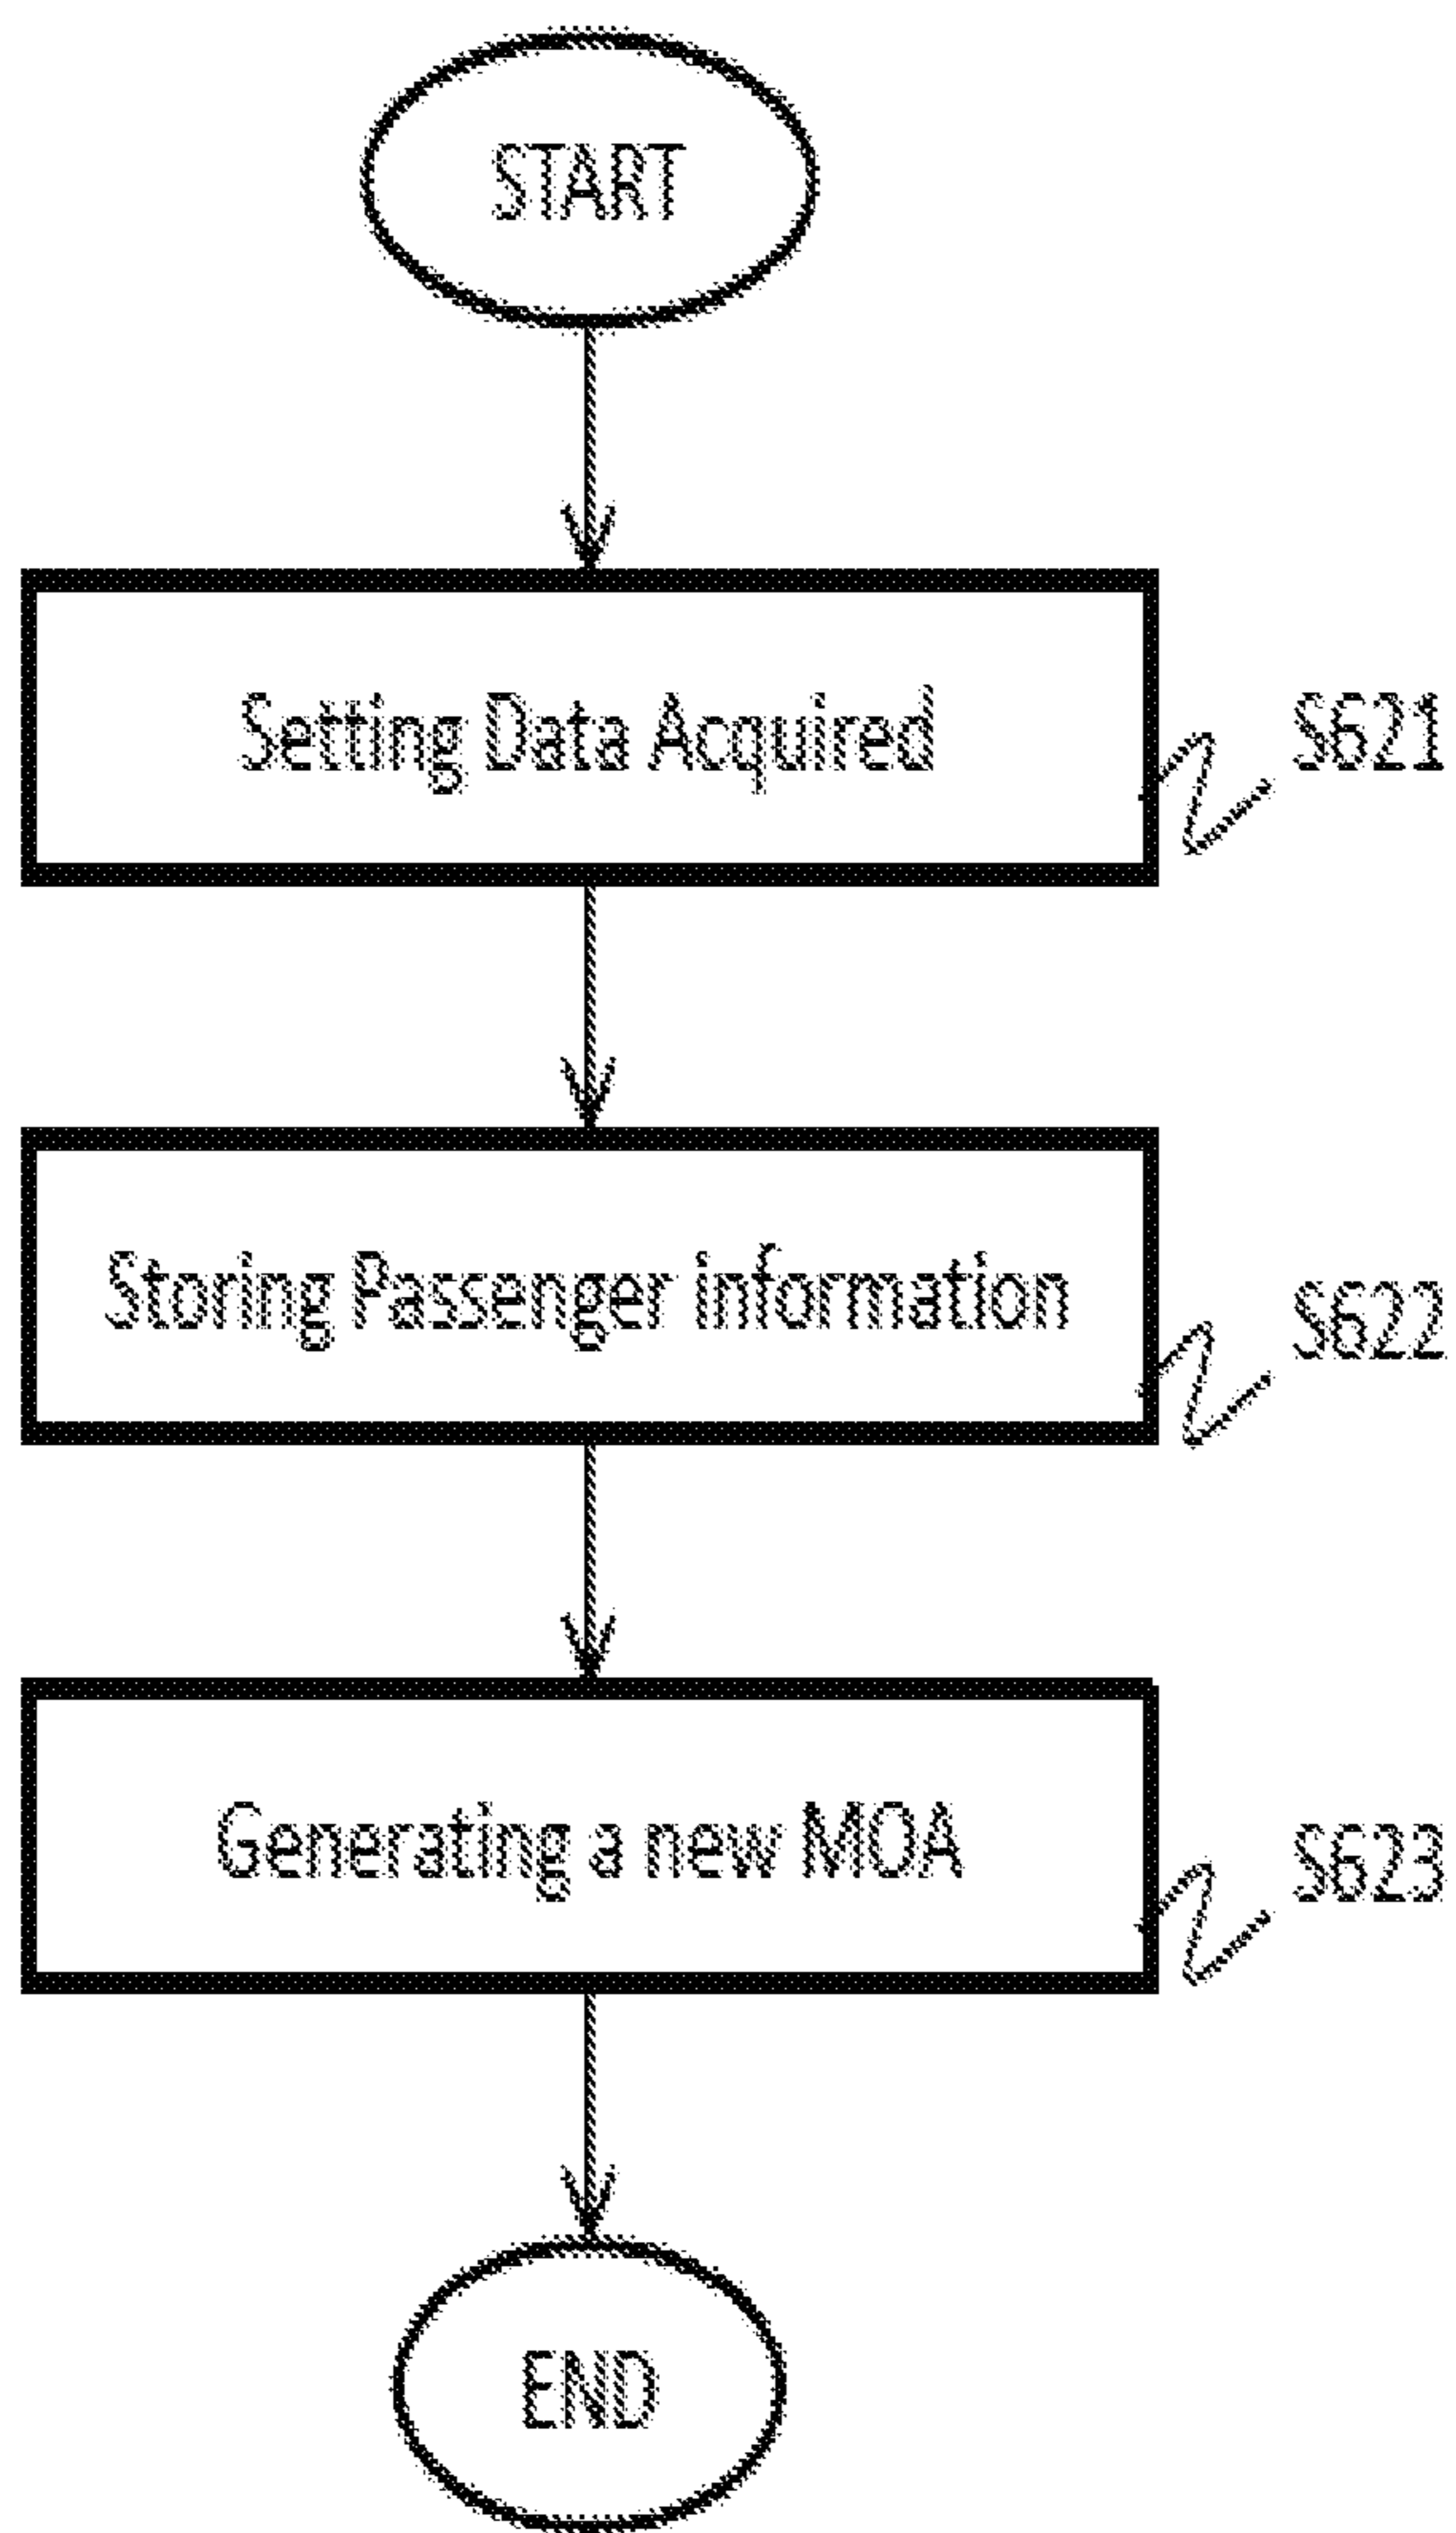 START
Setting Data Acquired
S621
Storing Passenger information
S622
Generating a new MOA
S623
END